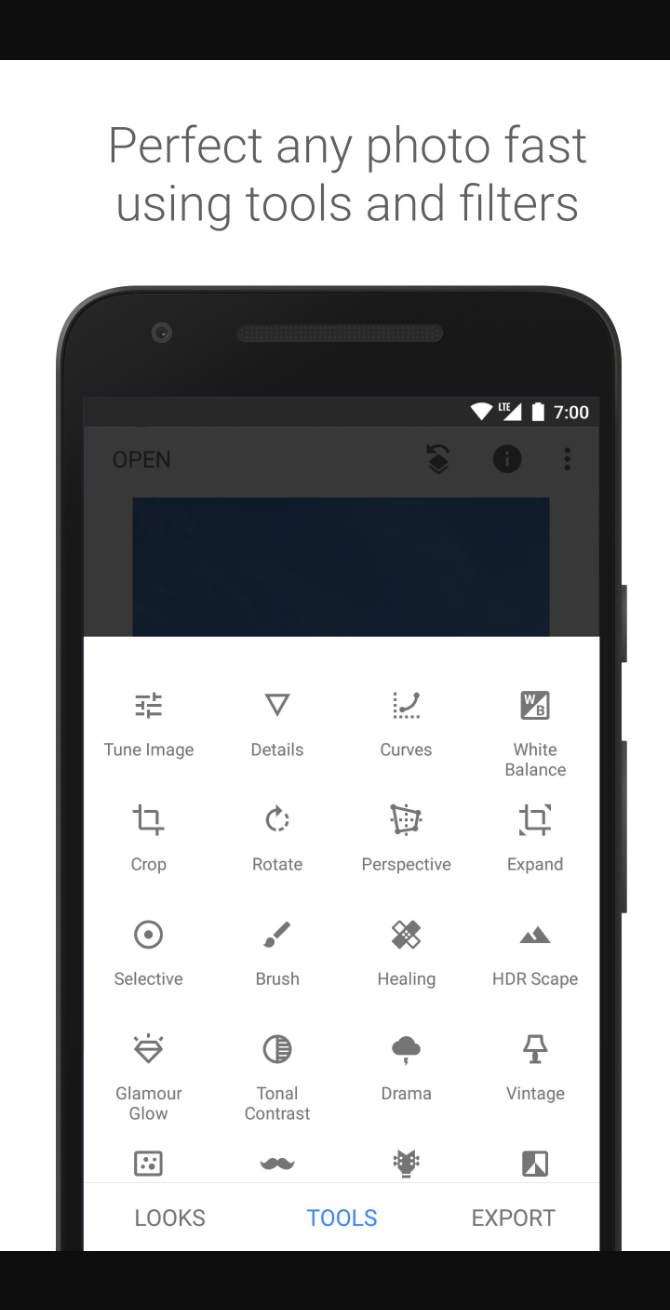 Perfect any photo fast
using tools and filters
LTE 7:00
OPEN
Tune Image Details Curves White
Balance
W
B
Crop Rotate Perspective Expand
Selective Brush Healing HDR Scape
Glamour Tonal Drama Vintage
Glow Contrast
LOOKS TOOLS EXPORT